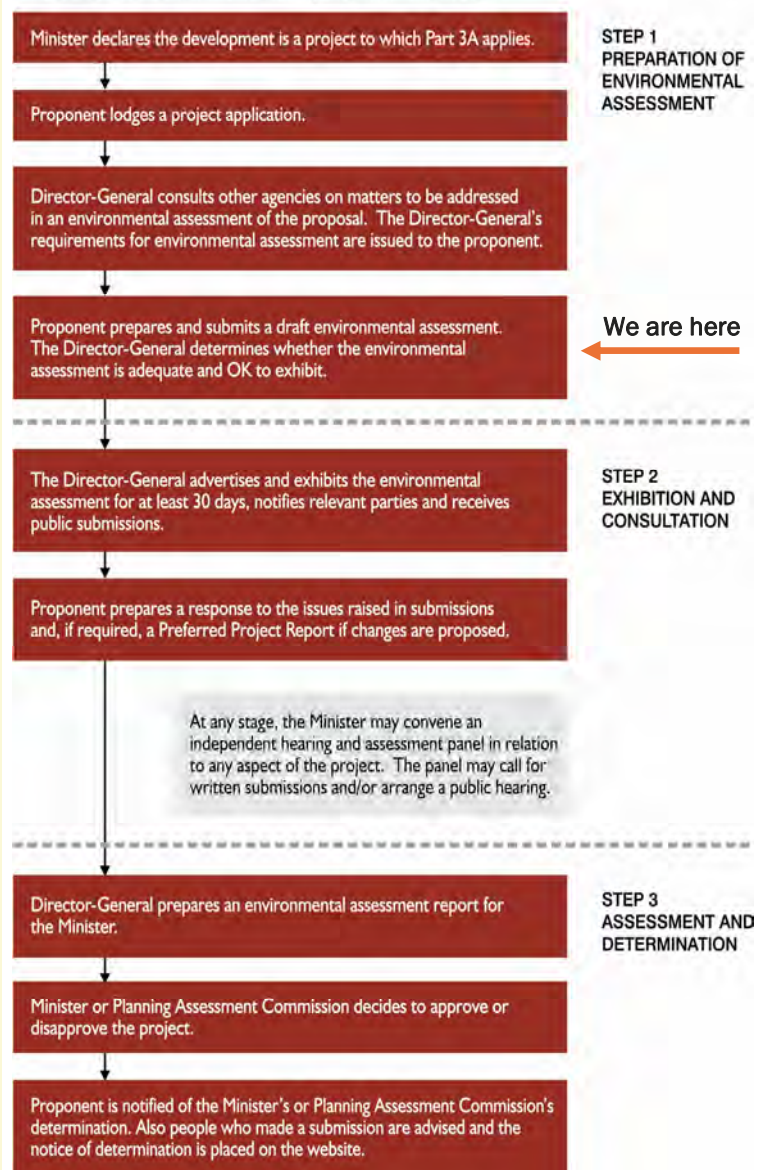 Minister declares the development is a project to which Part 3A applies.
STEP 1
PREPARATION OF
ENVIRONMENTAL
ASSESSMENT
Proponent lodges a project application.
Director-General consults other agencies on matters to be addressed
in an environmental assessment of the proposal. The Director-General's
requirements for environmental assessment are issued to the proponent.
Proponent prepares and submits a draft environmental assessment.
The Director-General determines whether the environmental
assessment is adequate and OK to exhibit.
We are here
The Director-General advertises and exhibits the environmental
assessment for at least 30 days, notifies relevant parties and receives
public submissions.
STEP 2
EXHIBITION AND
CONSULTATION
Proponent prepares a response to the issues raised in submissions
and, if required, a Preferred Project Report if changes are proposed.
At any stage, the Minister may convene an
independent hearing and assessment panel in relation
to any aspect of the project. The panel may call for
written submissions and/or arrange a public hearing.
Director-General prepares an environmental assessment report for
the Minister.
STEP 3
ASSESSMENT AND
DETERMINATION
Minister or Planning Assessment Commission decides to approve or
disapprove the project.
Proponent is notified of the Minister's or Planning Assessment Commission's
determination. Also people who made a submission are advised and the
notice of determination is placed on the website.